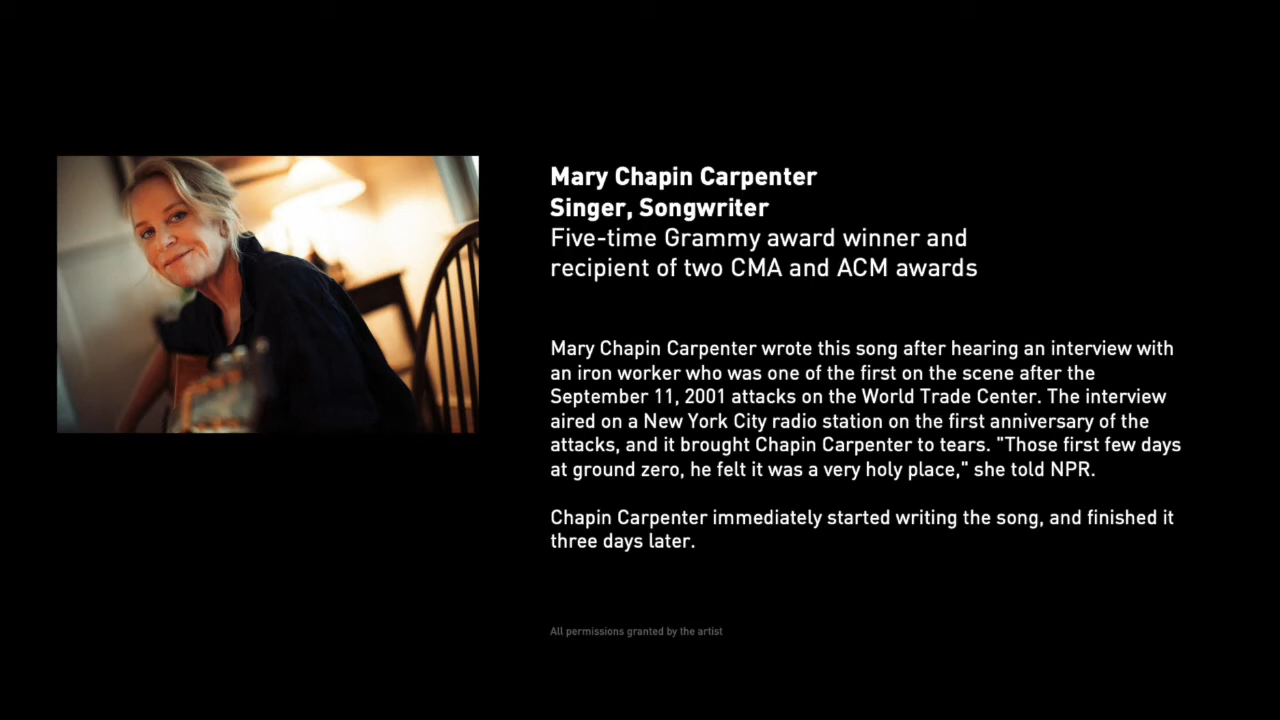 Mary Chapin Carpenter
Singer, Songwriter
Five-time Grammy award winner and
recipient of two CMA and ACM awards
Mary Chapin Carpenter wrote this song after hearing an interview with
an iron worker who was one of the first on the scene after the
September 11, 2001 attacks on the World Trade Center. The interview
aired on a New York City radio station on the first anniversary of the
attacks, and it brought Chapin Carpenter to tears. "Those first few days
at ground zero, he felt it was a very holy place," she told NPR.
Chapin Carpenter immediately started writing the song, and finished it
three days later.
All permissions granted by the artist